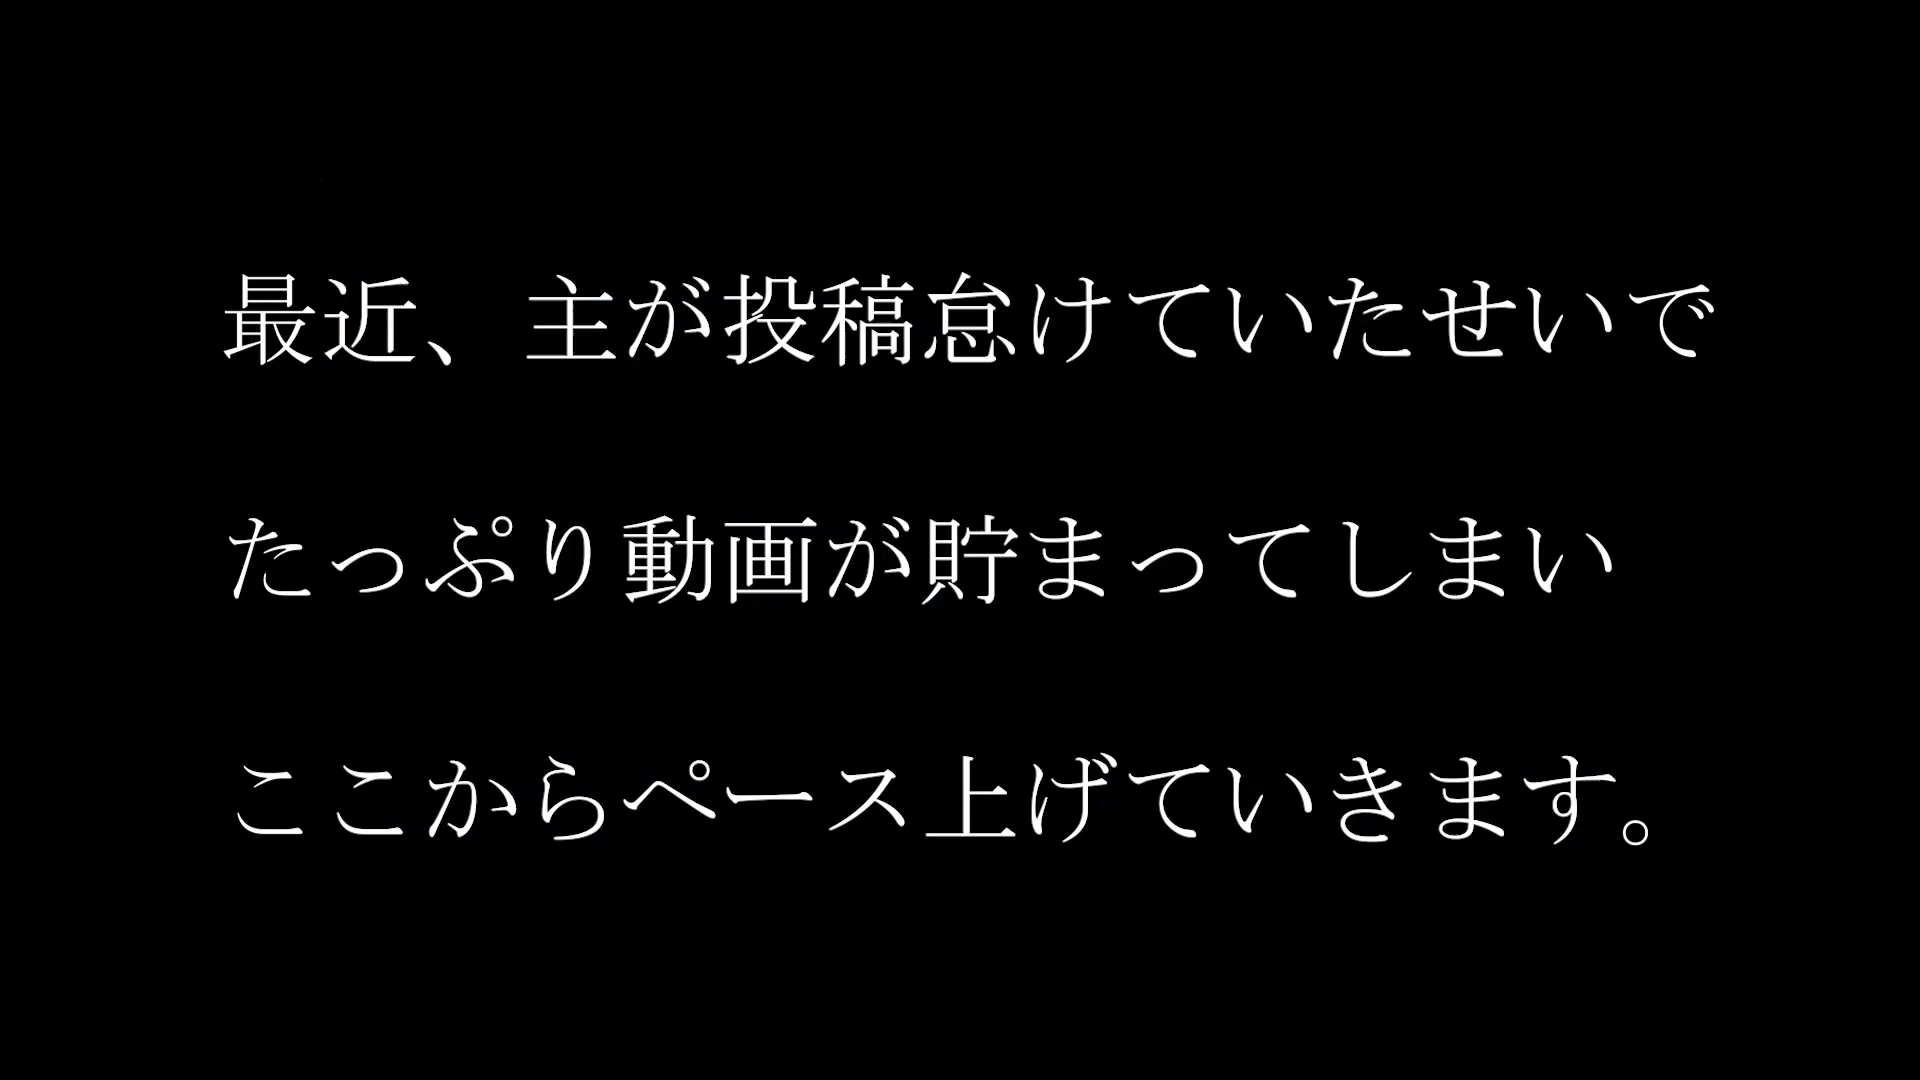 最近、主が投稿怠けていたせいで
たっぷり動画が貯まってしまい
ここからペース上げていきます。